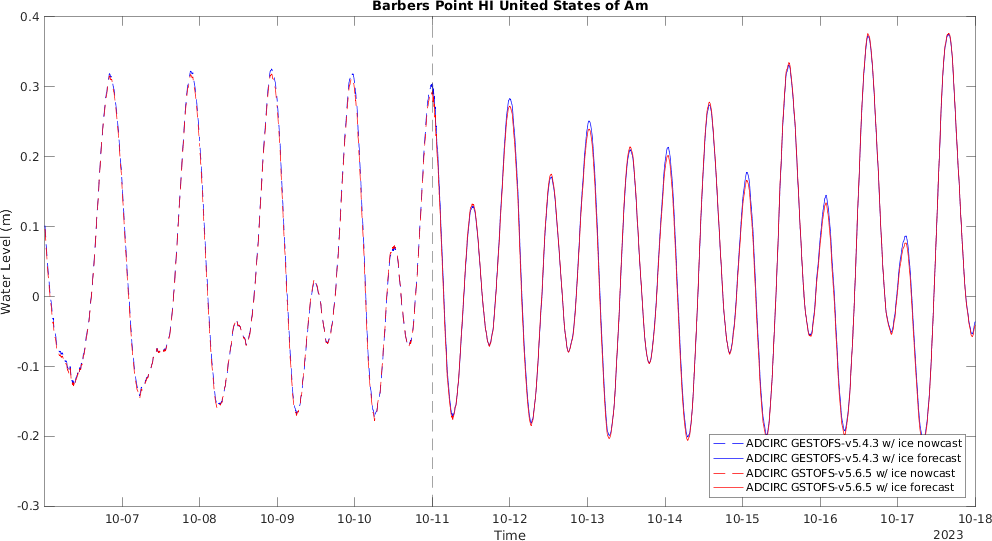 Barbers Point HI United States of Am
Water Level (m)
0.4
0.3
0.2
0.1
0
-0.1
-0.2
-0.3
ADCIRC GESTOFS-v5.4.3 w/ ice nowcast
ADCIRC GESTOFS-v5.4.3 w/ ice forecast
ADCIRC GSTOFS-v5.6.5 w/ ice nowcast
ADCIRC GSTOFS-v5.6.5 w/ ice forecast
10-07 10-08 10-09 10-10 10-11 10-12 10-13 10-14 10-15 10-16 10-17 10-18
Time
2023